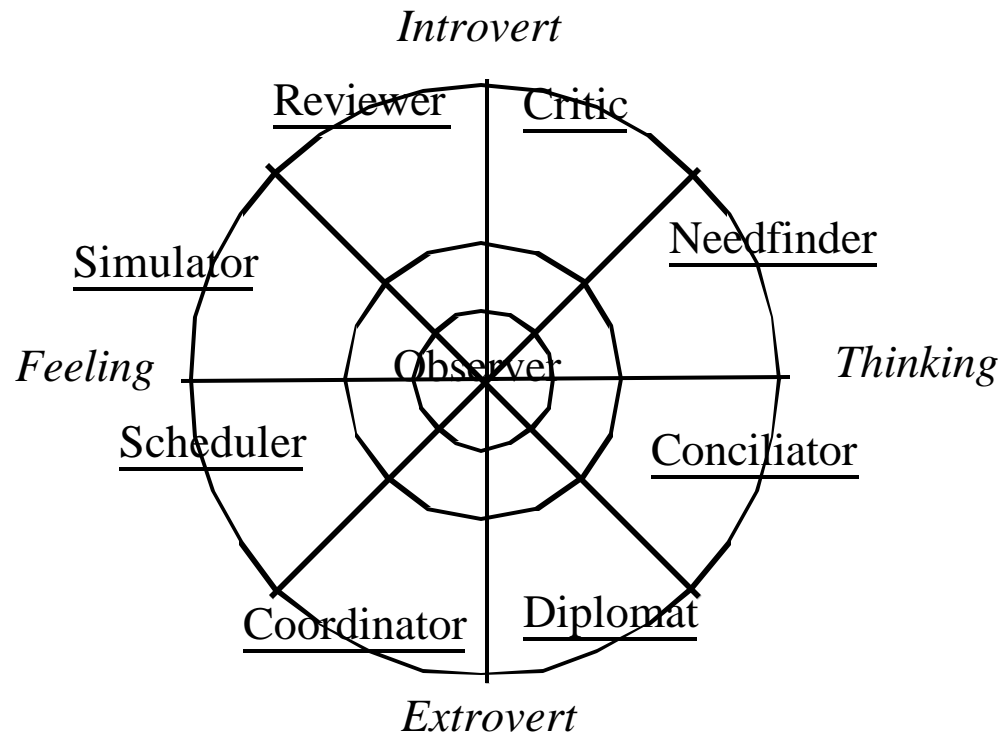 Introvert
Reviewer
Critic
Needfinder
Simulator
Feeling
Observer
Thinking
Scheduler
Conciliator
Coordinator
Diplomat
Extrovert